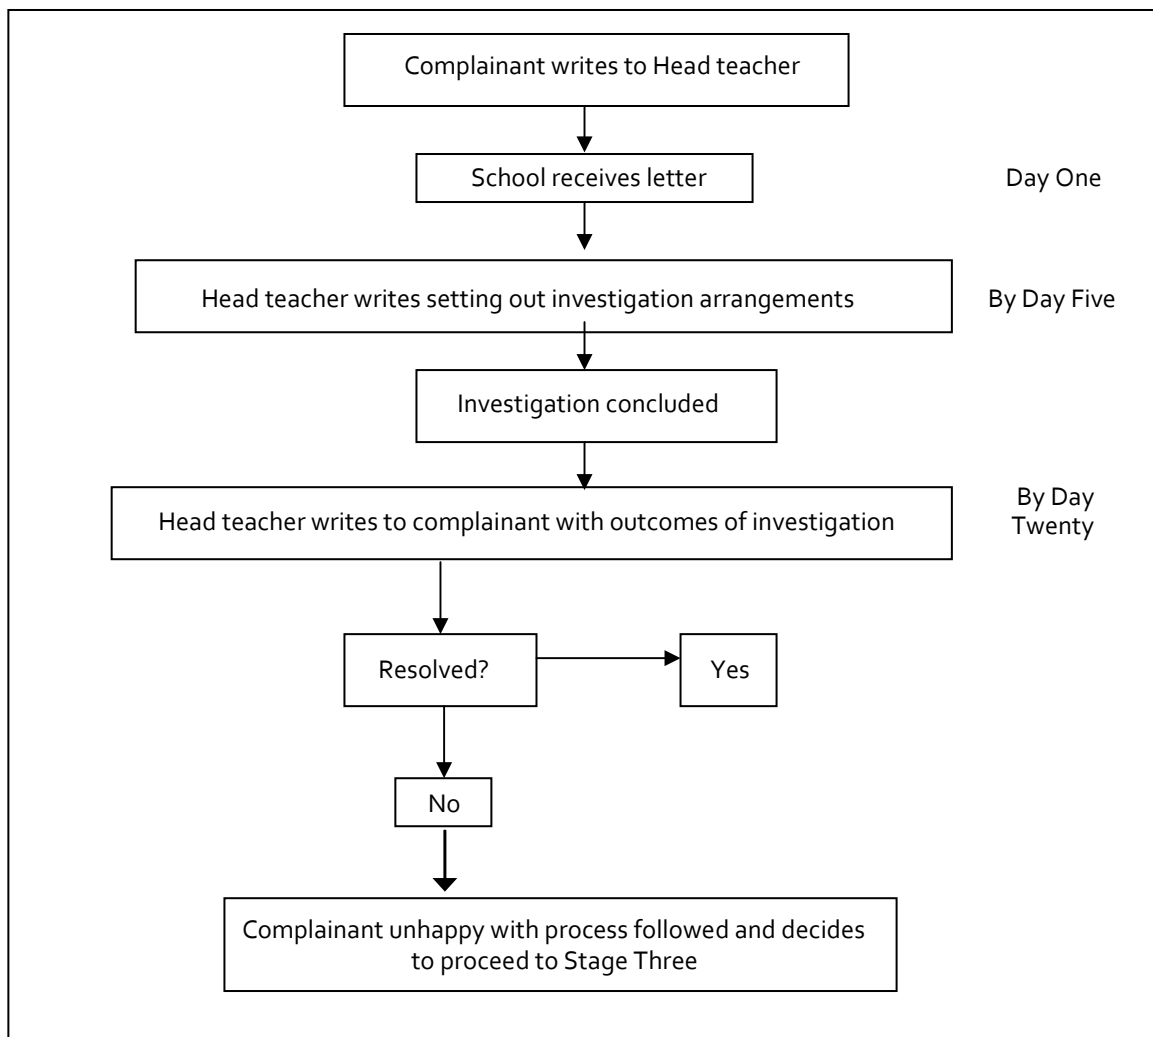 Complainant writes to Head teacher
School receives letter
Day One
Head teacher writes setting out investigation arrangements
By Day Five
Investigation concluded
Head teacher writes to complainant with outcomes of investigation
By Day
Twenty
Resolved?
Yes
No
Complainant unhappy with process followed and decides
to proceed to Stage Three